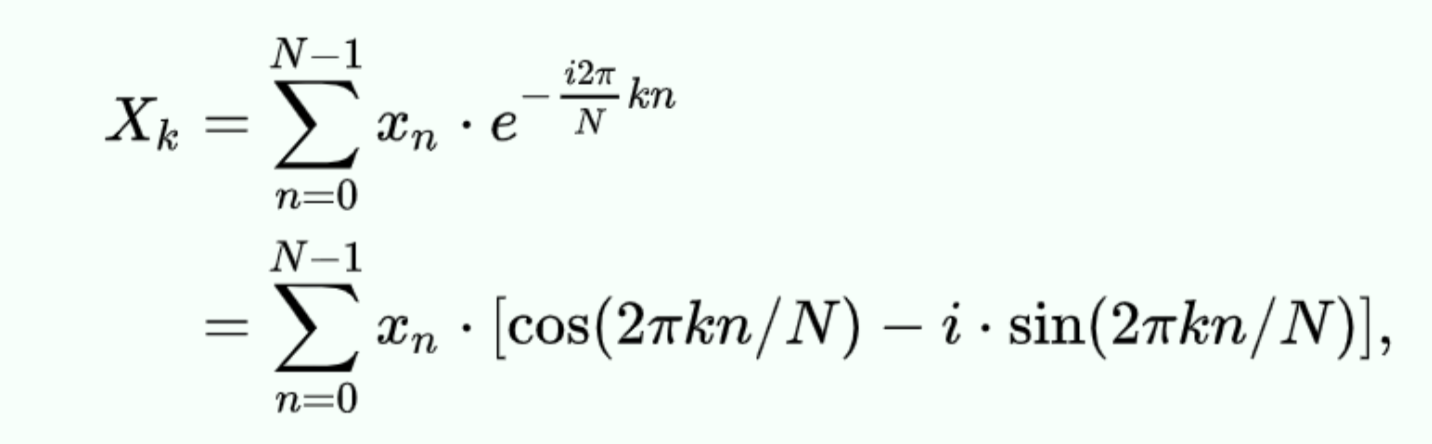 X_k = \sum_{n=0}^{N-1} x_n \cdot e^{-\frac{i2\pi}{N}kn}
= \sum_{n=0}^{N-1} x_n \cdot [\cos(2\pi kn/N) - i \cdot \sin(2\pi kn/N)],